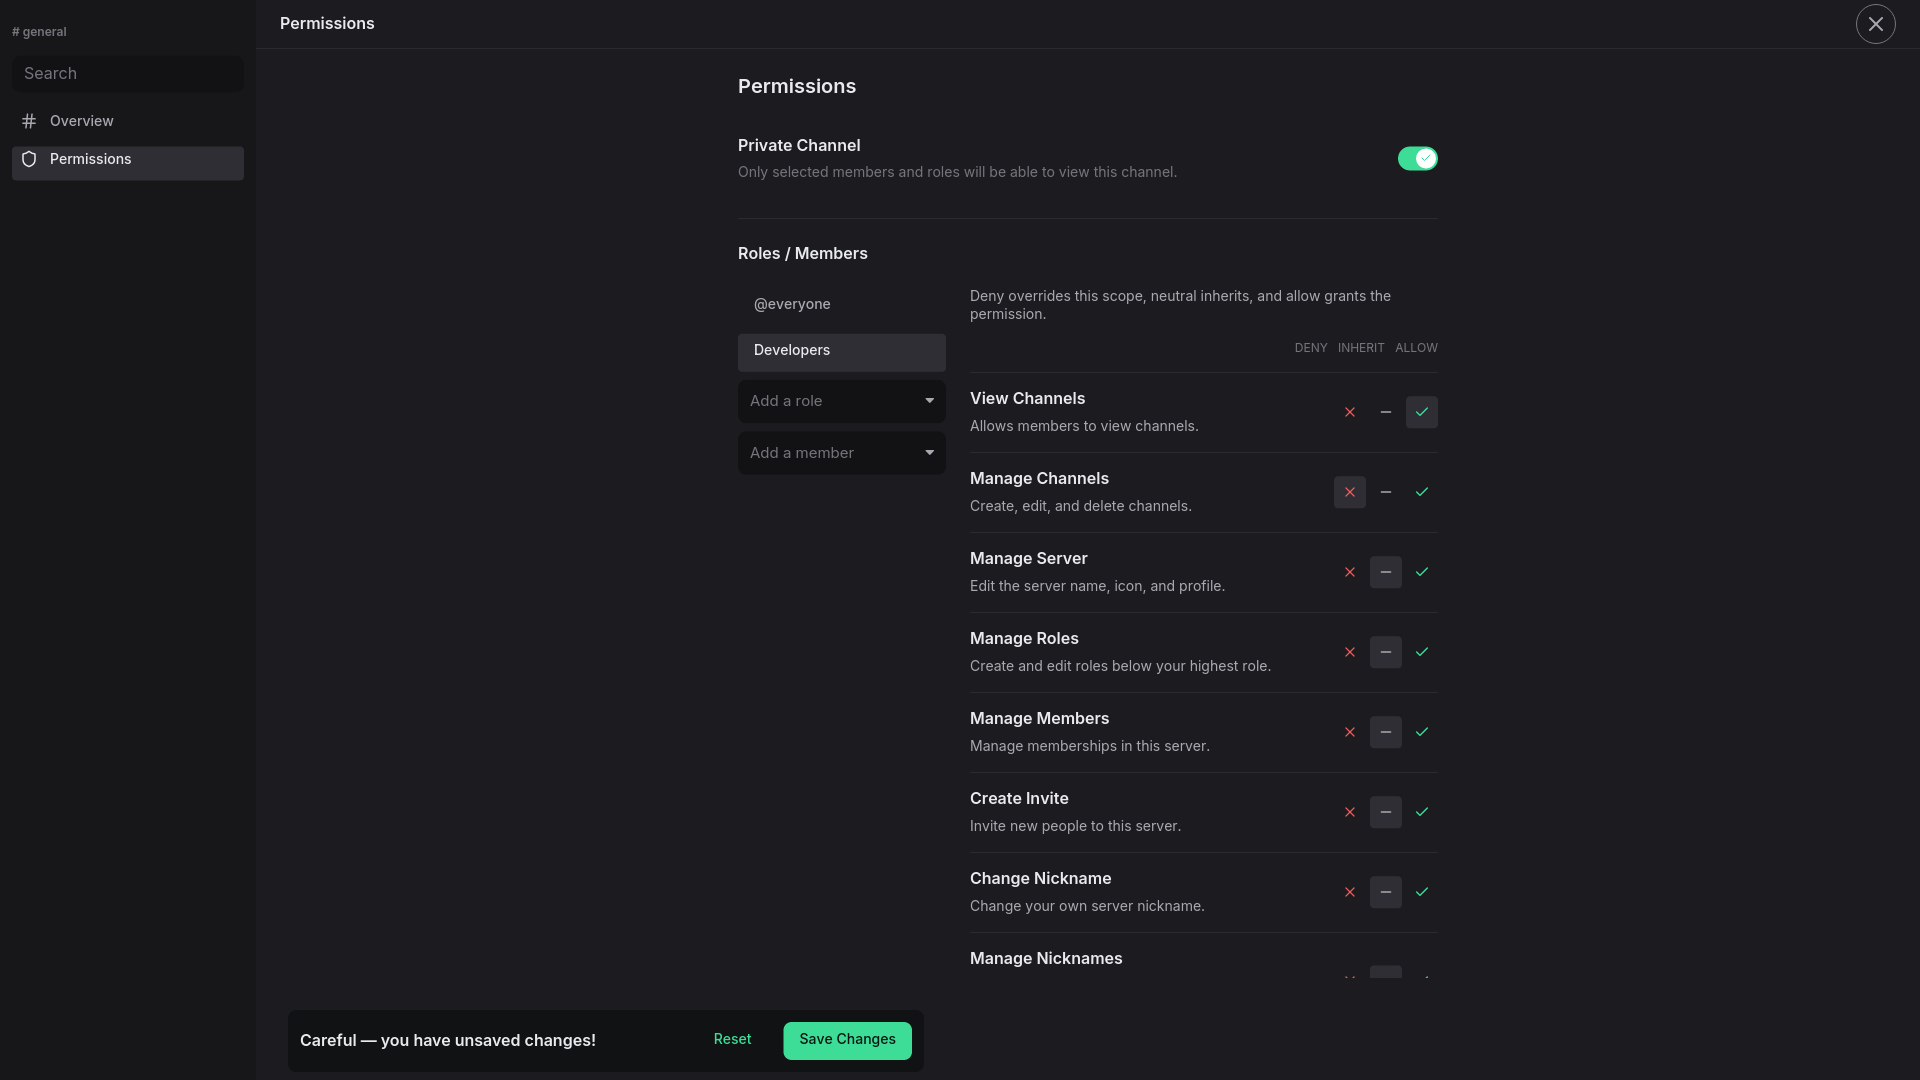 # general
Search
Overview
Permissions
Permissions
Permissions
Private Channel
Only selected members and roles will be able to view this channel.
Roles / Members
@everyone
Developers
Add a role
Add a member
Deny overrides this scope, neutral inherits, and allow grants the
permission.
DENY INHERIT ALLOW
View Channels
Allows members to view channels.
Manage Channels
Create, edit, and delete channels.
Manage Server
Edit the server name, icon, and profile.
Manage Roles
Create and edit roles below your highest role.
Manage Members
Manage memberships in this server.
Create Invite
Invite new people to this server.
Change Nickname
Change your own server nickname.
Manage Nicknames
Careful — you have unsaved changes!
Reset
Save Changes